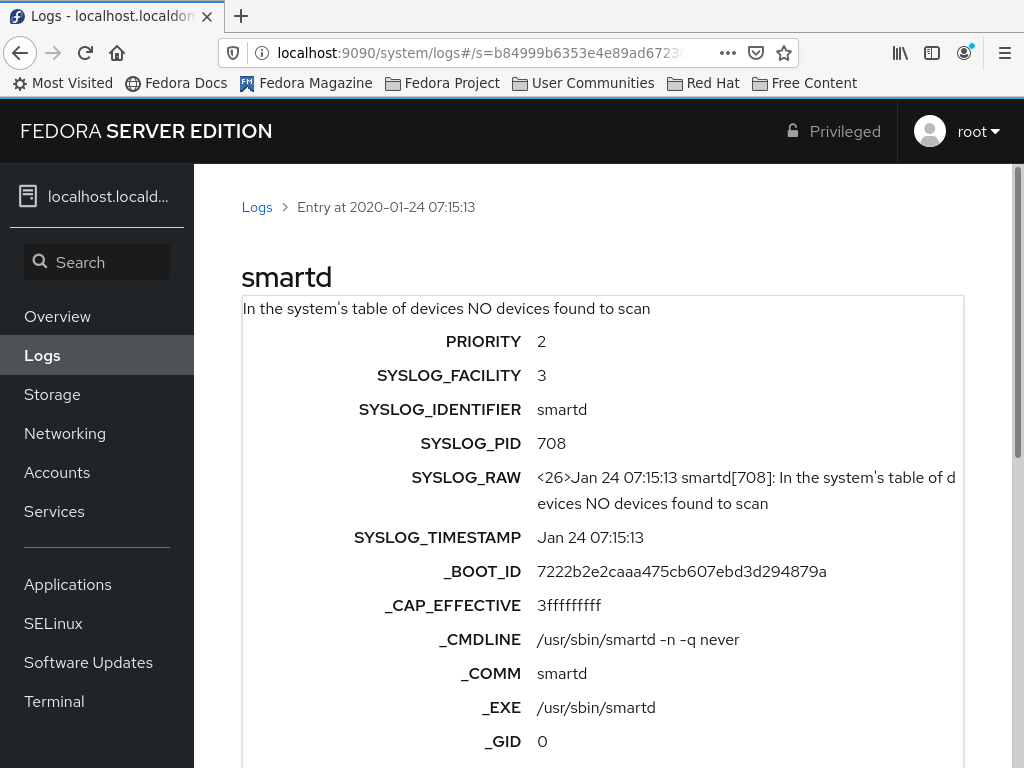 Logs - localhost.localdon
localhost:9090/system/logs#/s=b84999b6353e4e89ad6723
Most Visited Fedora Docs Fedora Magazine Fedora Project User Communities Red Hat Free Content
FEDORA SERVER EDITION
Privileged
root
localhost.locald...
Search
Overview
Logs
Storage
Networking
Accounts
Services
Applications
SELinux
Software Updates
Terminal
Logs > Entry at 2020-01-24 07:15:13
smartd
In the system's table of devices NO devices found to scan
PRIORITY 2
SYSLOG_FACILITY 3
SYSLOG_IDENTIFIER smartd
SYSLOG_PID 708
SYSLOG_RAW <26>Jan 24 07:15:13 smartd[708]: In the system's table of d
evices NO devices found to scan
SYSLOG_TIMESTAMP Jan 24 07:15:13
_BOOT_ID 7222b2e2caaa475cb607ebd3d294879a
_CAP_EFFECTIVE 3fffffffff
_CMDLINE /usr/sbin/smartd -n -q never
_COMM smartd
_EXE /usr/sbin/smartd
_GID 0